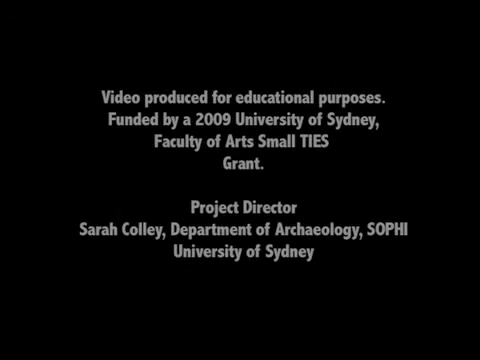 Video produced for educational purposes.
Funded by a 2009 University of Sydney,
Faculty of Arts Small TIES
Grant.
Project Director
Sarah Colley, Department of Archaeology, SOPHI
University of Sydney